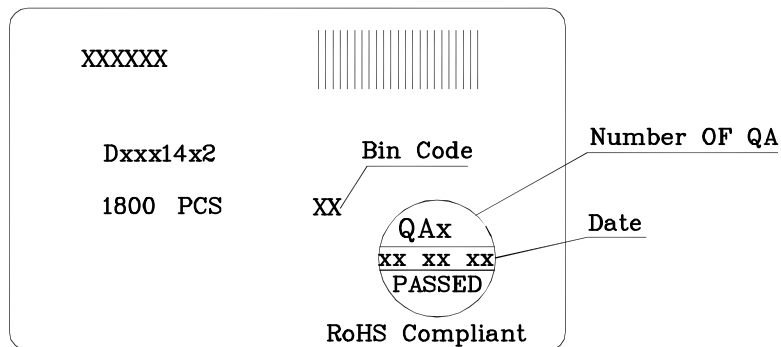 XXXXXX
Dxxx14x2
Bin Code
Number OF QA
1800 PCS
XX
QAx
Date
xx xx xx
PASSED
RoHS Compliant